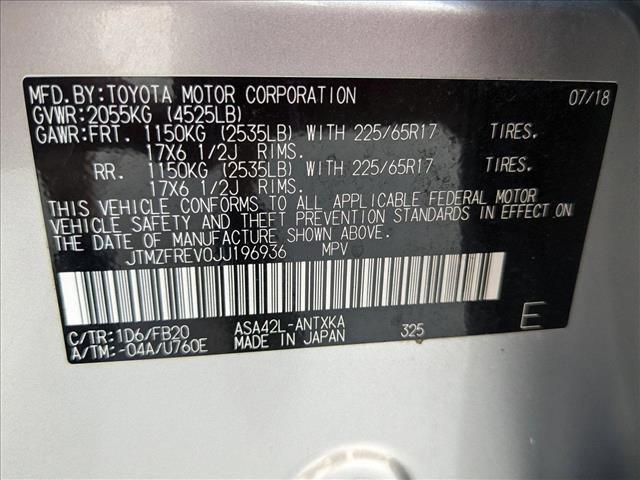 MFD.BY:TOYOTA MOTOR CORPORATION 07/18
GVWR:2055KG (4525LB)
GAWR:FRT. 1150KG (2535LB) WITH 225/65R17 TIRES.
17X6 1/2J RIMS.
RR. 1150KG (2535LB) WITH 225/65R17 TIRES.
17X6 1/2J RIMS.
THIS VEHICLE CONFORMS TO ALL APPLICABLE FEDERAL MOTOR
VEHICLE SAFETY AND THEFT PREVENTION STANDARDS IN EFFECT ON
THE DATE OF MANUFACTURE SHOWN ABOVE.
JTMZFREV0JJ196936 MPV
C/TR:1D6/FB20 ASA42L-ANTXKA 325 E
A/TM:-04A/U760E MADE IN JAPAN